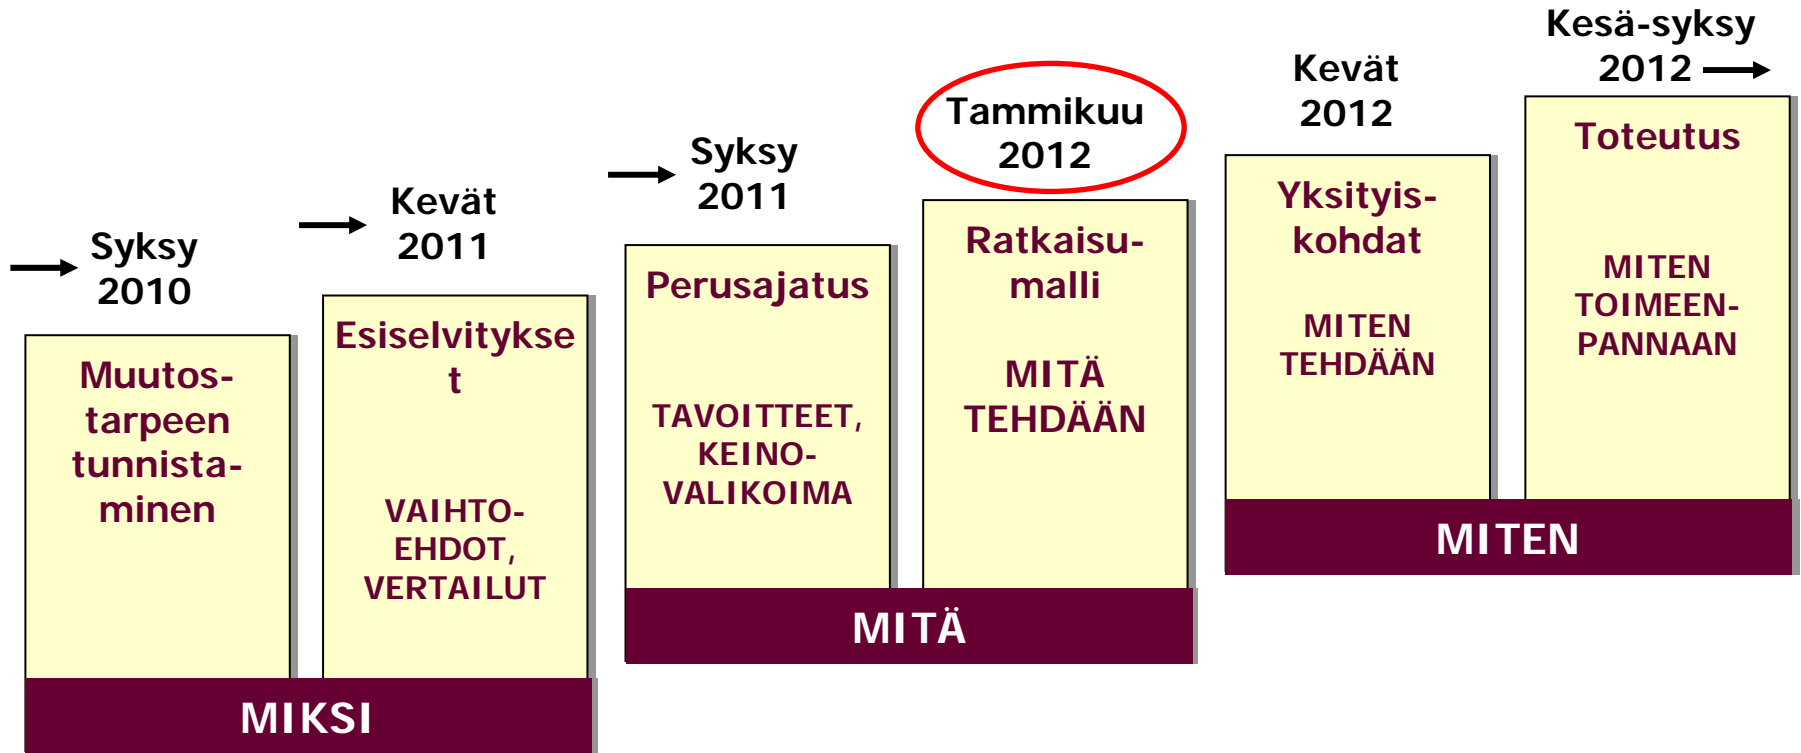 Syksy
2010
Muutos-
tarpeen
tunnista-
minen
Kevät
2011
Esiselvitykse
t
VAIHTO-
EHDOT,
VERTAILUT
MIKSI
Syksy
2011
Perusajatus
TAVOITTEET,
KEINO-
VALIKOIMA
Tammikuu
2012
Ratkaisu-
malli
MITÄ
TEHDÄÄN
MITÄ
Kevät
2012
Yksityis-
kohdat
MITEN
TEHDÄÄN
Kesä-syksy
2012
Toteutus
MITEN
TOIMEEN-
PANNAAN
MITEN